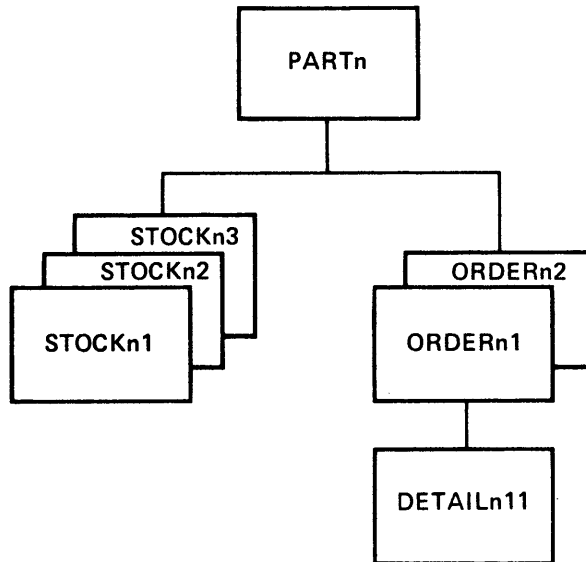 PARTn
STOCKn3
STOCKn2
STOCKn1
ORDERn2
ORDERn1
DETAILn11